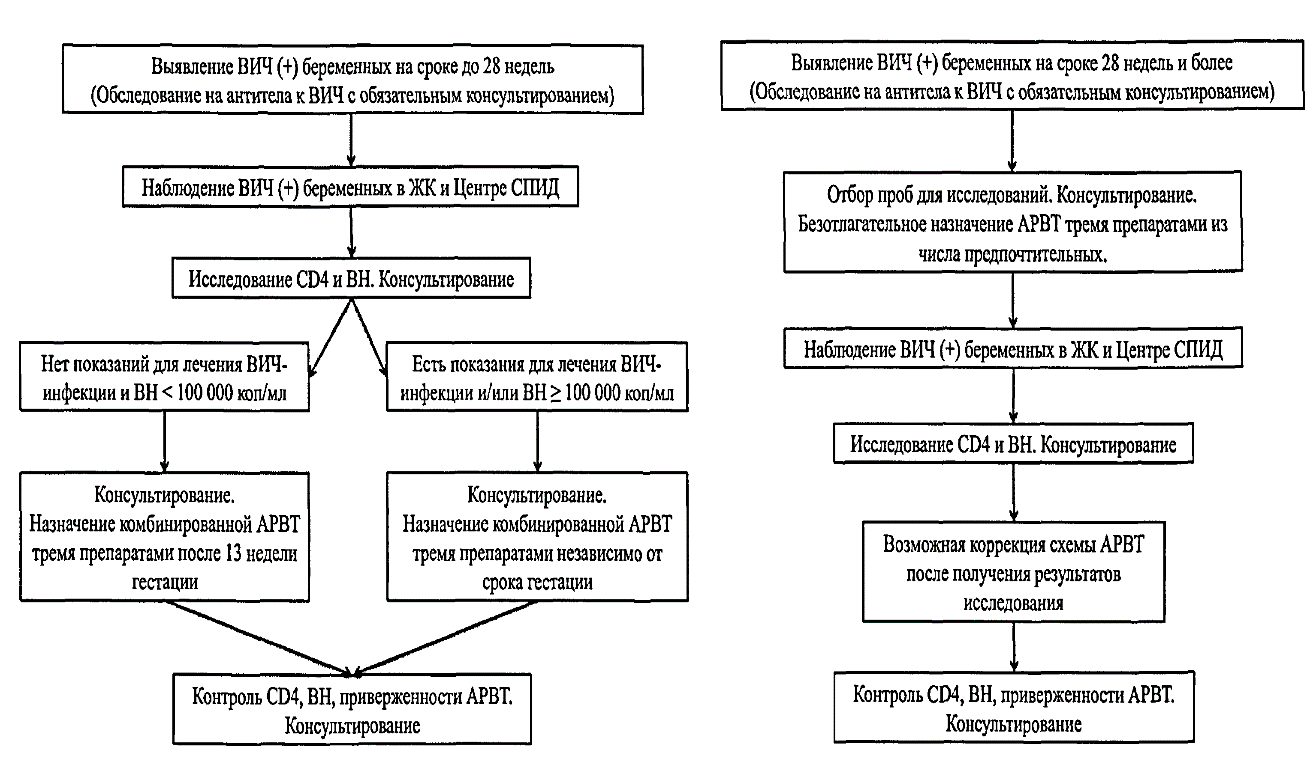 Выявление ВИЧ (+) беременных на сроке до 28 недель
(Обследование на антитела к ВИЧ с обязательным консультированием)
Наблюдение ВИЧ (+) беременных в ЖК и Центре СПИД
Исследование CD4 и ВН. Консультирование
Нет показаний для лечения ВИЧ-
инфекции и ВН < 100 000 коп/мл
Есть показания для лечения ВИЧ-
инфекции и/или ВН ≥ 100 000 коп/мл
Консультирование.
Назначение комбинированной АРВТ
тремя препаратами после 13 недели
гестации
Консультирование.
Назначение комбинированной АРВТ
тремя препаратами независимо от
срока гестации
Контроль CD4, ВН, приверженности АРВТ.
Консультирование
Выявление ВИЧ (+) беременных на сроке 28 недель и более
(Обследование на антитела к ВИЧ с обязательным консультированием)
Отбор проб для исследований. Консультирование.
Безотлагательное назначение АРВТ тремя препаратами из
числа предпочтительных.
Наблюдение ВИЧ (+) беременных в ЖК и Центре СПИД
Исследование CD4 и ВН. Консультирование
Возможная коррекция схемы АРВТ
после получения результатов
исследования
Контроль CD4, ВН, приверженности АРВТ.
Консультирование